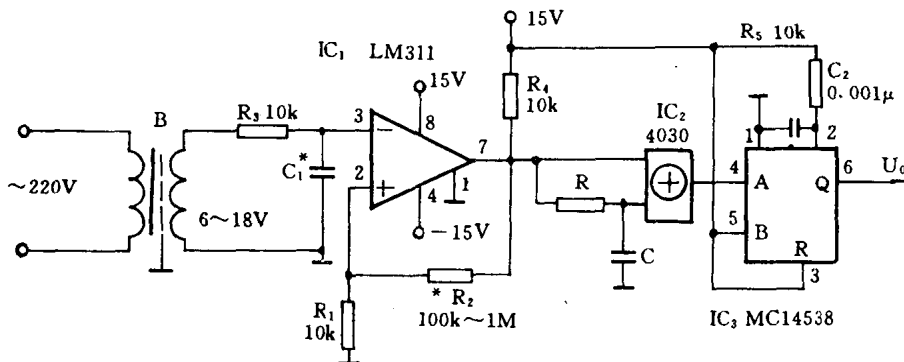 15V
IC₁ LM311
R₅ 10k
15V
R₄
10k
C₂
0.001μ
B
R₃ 10k
IC₂
4030
3
8
−
7
1
2
6
U₀
~220V
C₁*
2
+
4
1
R
4
A
Q
6~18V
−15V
5
B
C
R
3
* R₂
100k~1M
R₁
10k
IC₃ MC14538